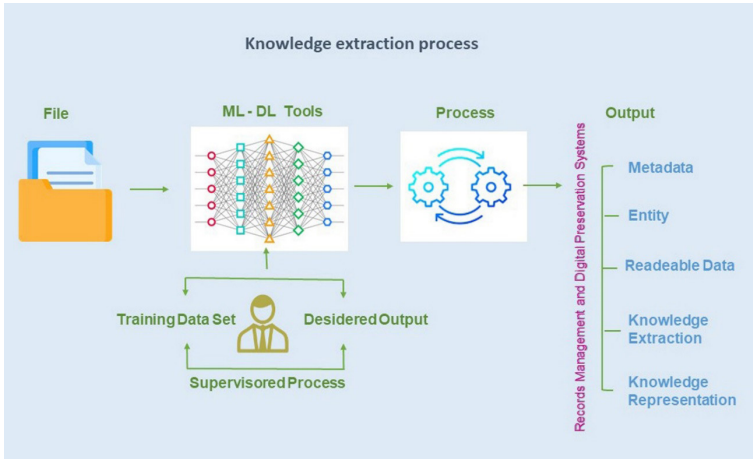 Knowledge extraction process
File
ML - DL Tools
Process
Output
Records Management and Digital Preservation Systems
Metadata
Entity
Readeable Data
Knowledge
Extraction
Knowledge
Representation
Training Data Set
Desidered Output
Supervisored Process